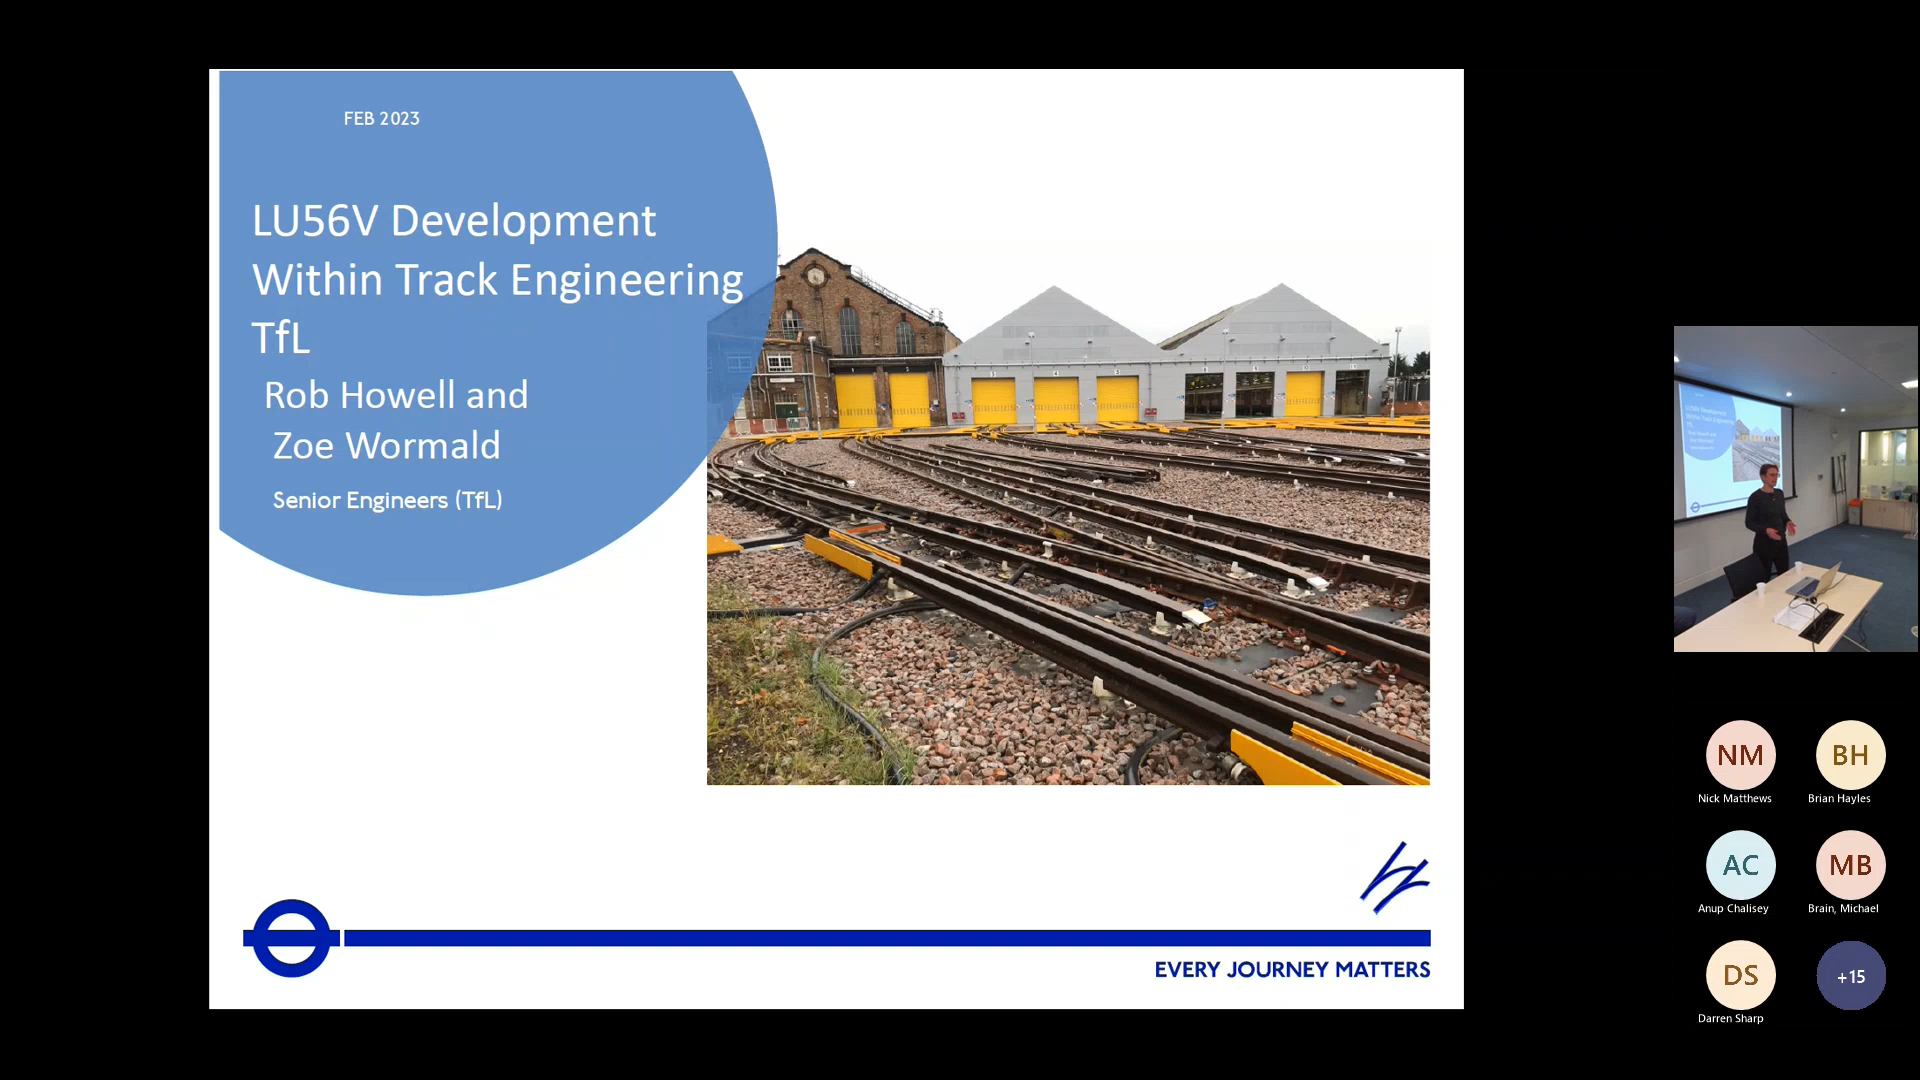 FEB 2023
LU56V Development
Within Track Engineering
TfL
Rob Howell and
Zoe Wormald
Senior Engineers (TfL)
EVERY JOURNEY MATTERS
NM
Nick Matthews
BH
Brian Hayles
AC
Anup Chalisey
MB
Brain, Michael
DS
Darren Sharp
+15